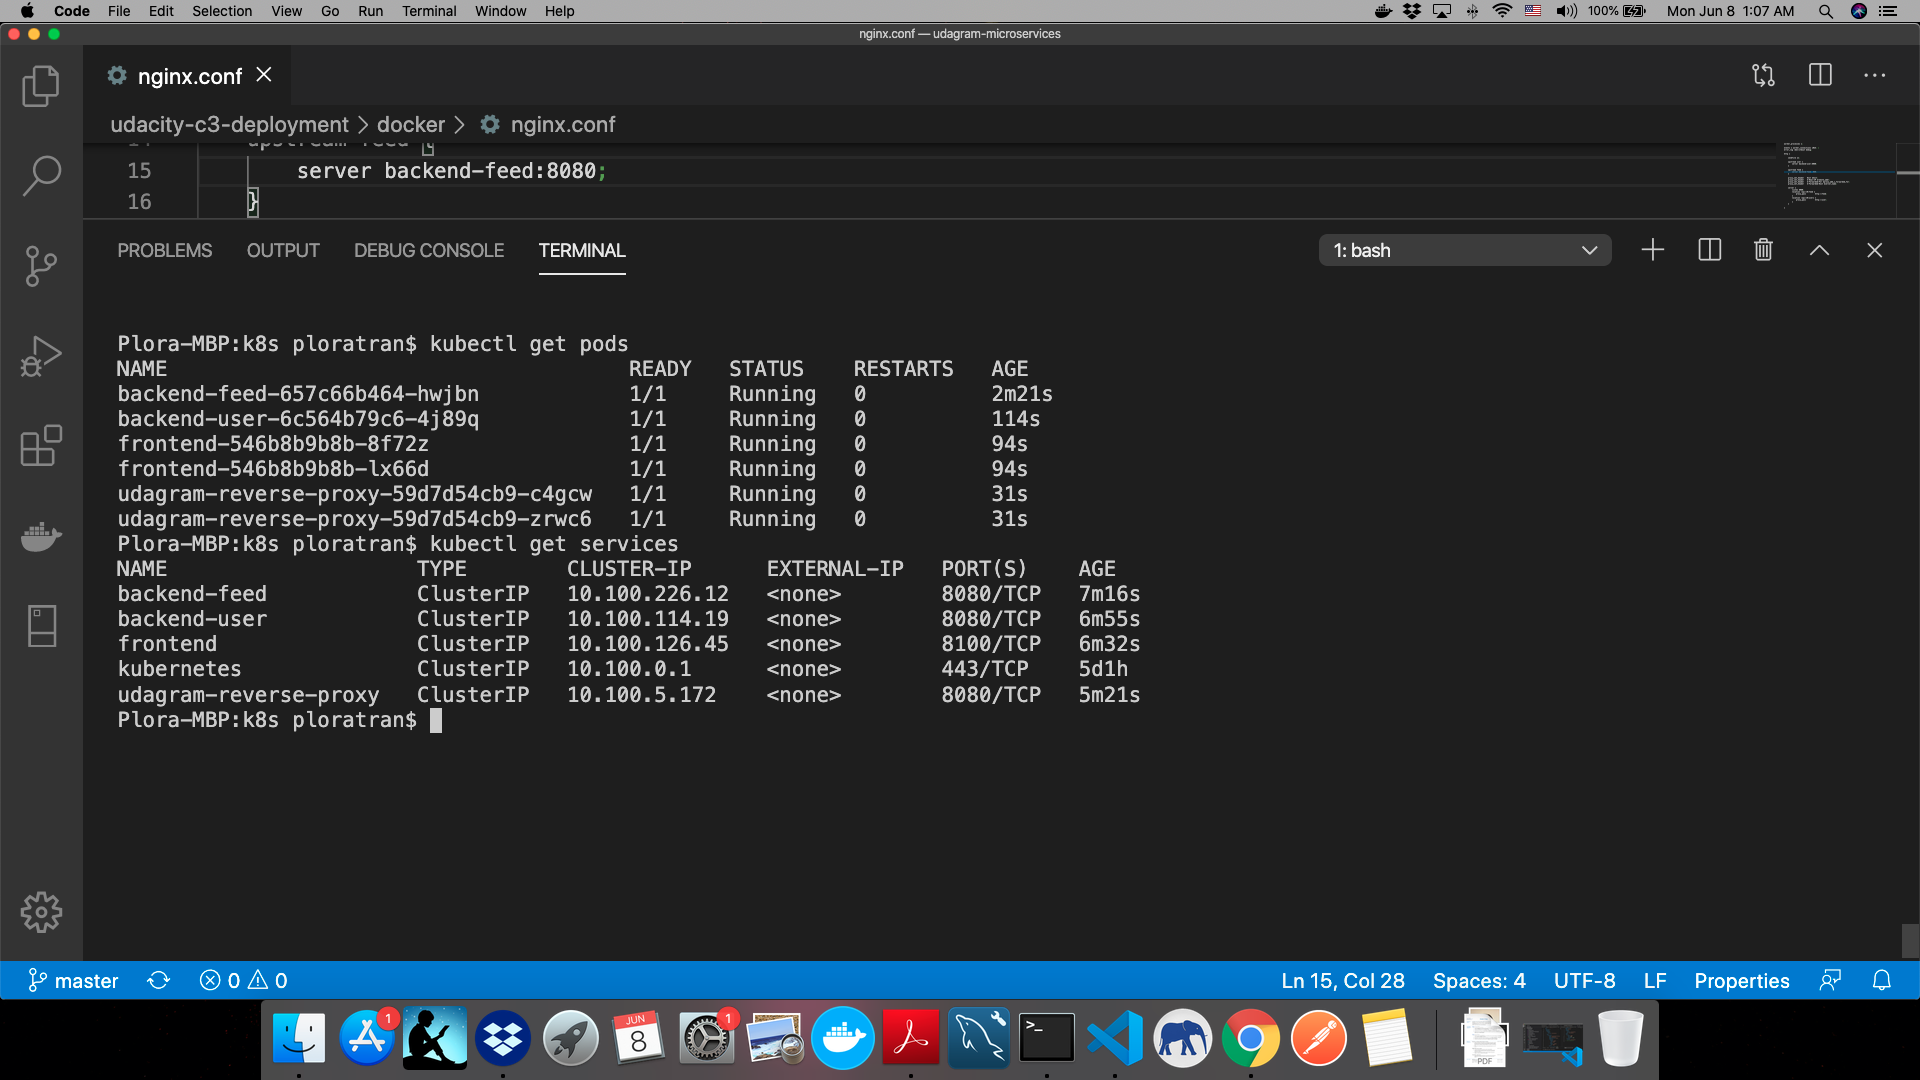 Code File Edit Selection View Go Run Terminal Window Help 100% Mon Jun 8 1:07 AM
nginx.conf — udagram-microservices
nginx.conf
udacity-c3-deployment > docker > nginx.conf
14 upstream feed {
15 server backend-feed:8080;
16 }
PROBLEMS OUTPUT DEBUG CONSOLE TERMINAL 1: bash
Plora-MBP:k8s ploratran$ kubectl get pods
NAME READY STATUS RESTARTS AGE
backend-feed-657c66b464-hwjbn 1/1 Running 0 2m21s
backend-user-6c564b79c6-4j89q 1/1 Running 0 114s
frontend-546b8b9b8b-8f72z 1/1 Running 0 94s
frontend-546b8b9b8b-lx66d 1/1 Running 0 94s
udagram-reverse-proxy-59d7d54cb9-c4gcw 1/1 Running 0 31s
udagram-reverse-proxy-59d7d54cb9-zrwc6 1/1 Running 0 31s
Plora-MBP:k8s ploratran$ kubectl get services
NAME TYPE CLUSTER-IP EXTERNAL-IP PORT(S) AGE
backend-feed ClusterIP 10.100.226.12 <none> 8080/TCP 7m16s
backend-user ClusterIP 10.100.114.19 <none> 8080/TCP 6m55s
frontend ClusterIP 10.100.126.45 <none> 8100/TCP 6m32s
kubernetes ClusterIP 10.100.0.1 <none> 443/TCP 5d1h
udagram-reverse-proxy ClusterIP 10.100.5.172 <none> 8080/TCP 5m21s
Plora-MBP:k8s ploratran$
master 0 0 Ln 15, Col 28 Spaces: 4 UTF-8 LF Properties
1 JUN 8 1 >_ PDF